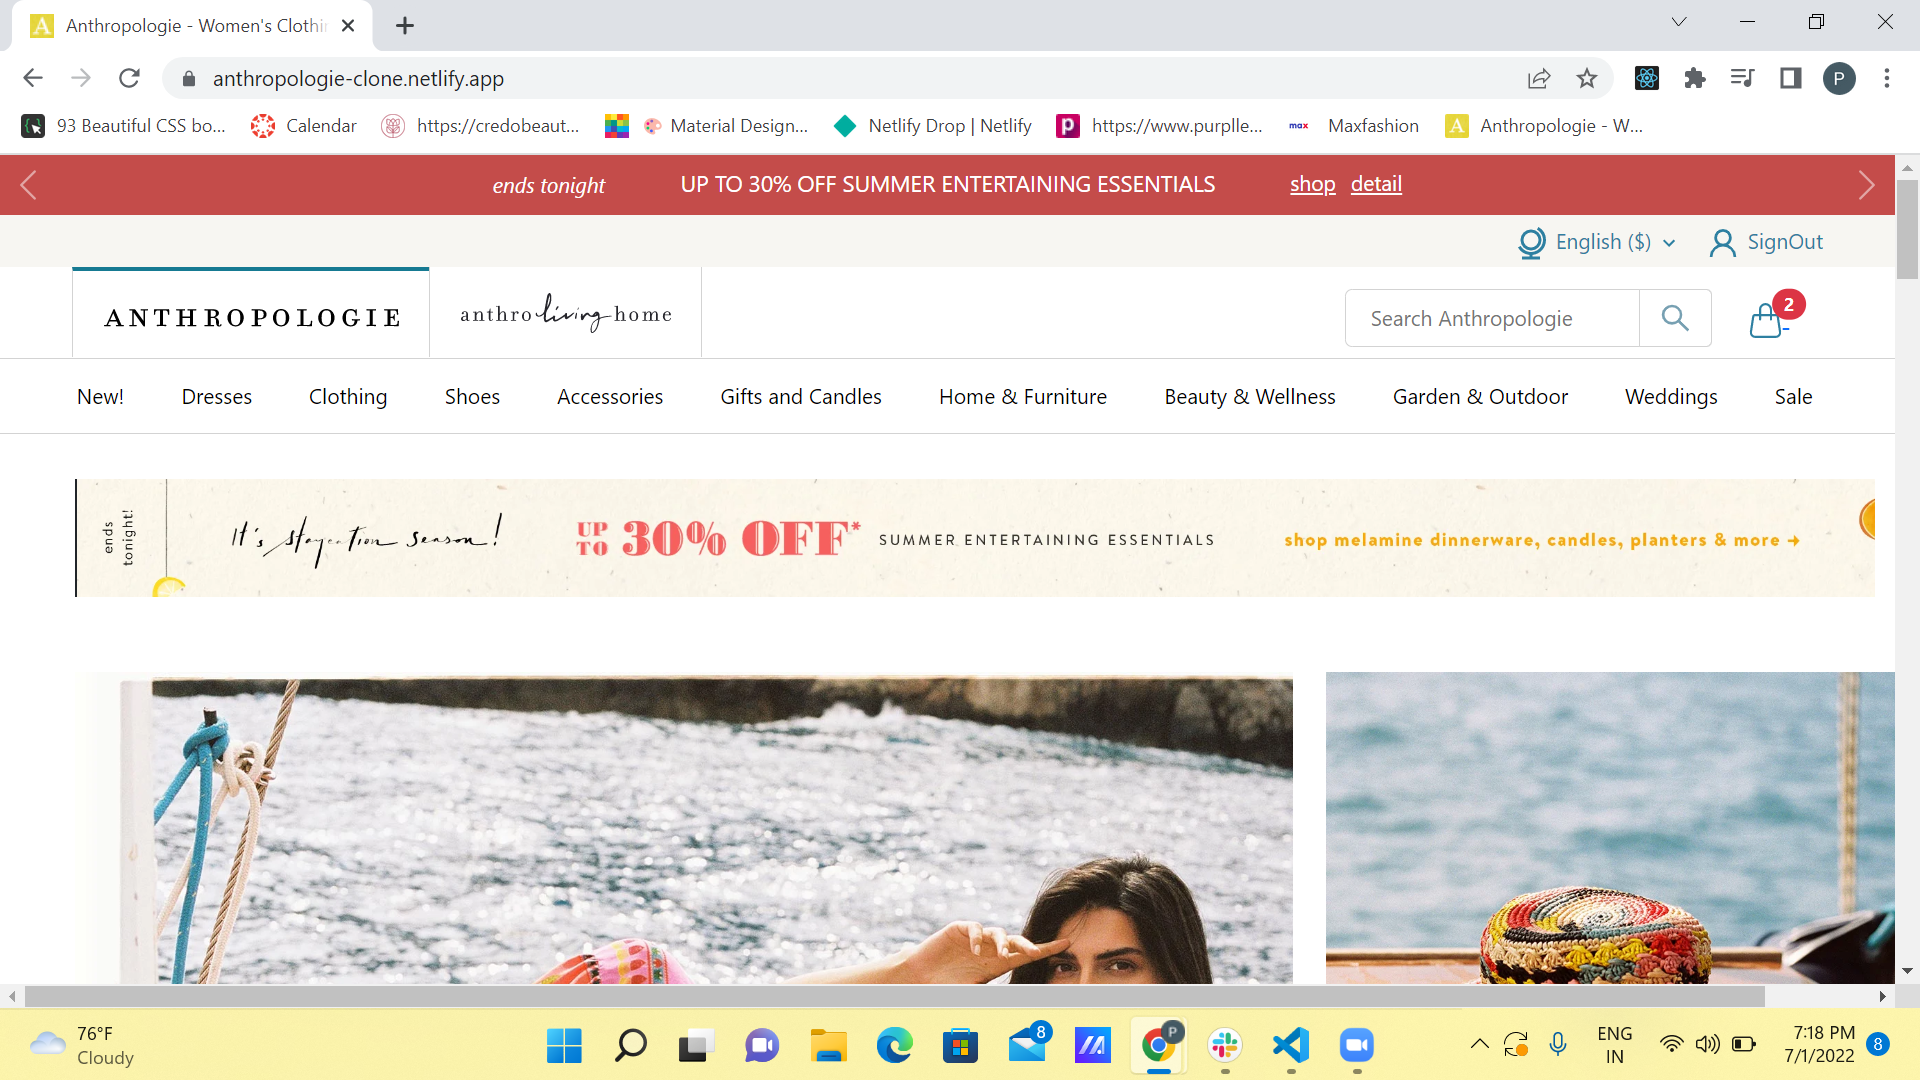 Anthropologie - Women's Clothi
anthropologie-clone.netlify.app
P
93 Beautiful CSS bo... Calendar https://credobeaut... Material Design... Netlify Drop | Netlify https://www.purplle... Maxfashion Anthropologie - W...
ends tonight UP TO 30% OFF SUMMER ENTERTAINING ESSENTIALS shop detail
English ($) SignOut
ANTHROPOLOGIE anthro living home Search Anthropologie 2
New! Dresses Clothing Shoes Accessories Gifts and Candles Home & Furniture Beauty & Wellness Garden & Outdoor Weddings Sale
ends tonight!
It's staycation season! UP TO 30% OFF* SUMMER ENTERTAINING ESSENTIALS shop melamine dinnerware, candles, planters & more →
76°F
Cloudy
8
P
ENG
IN
7:18 PM
7/1/2022
8